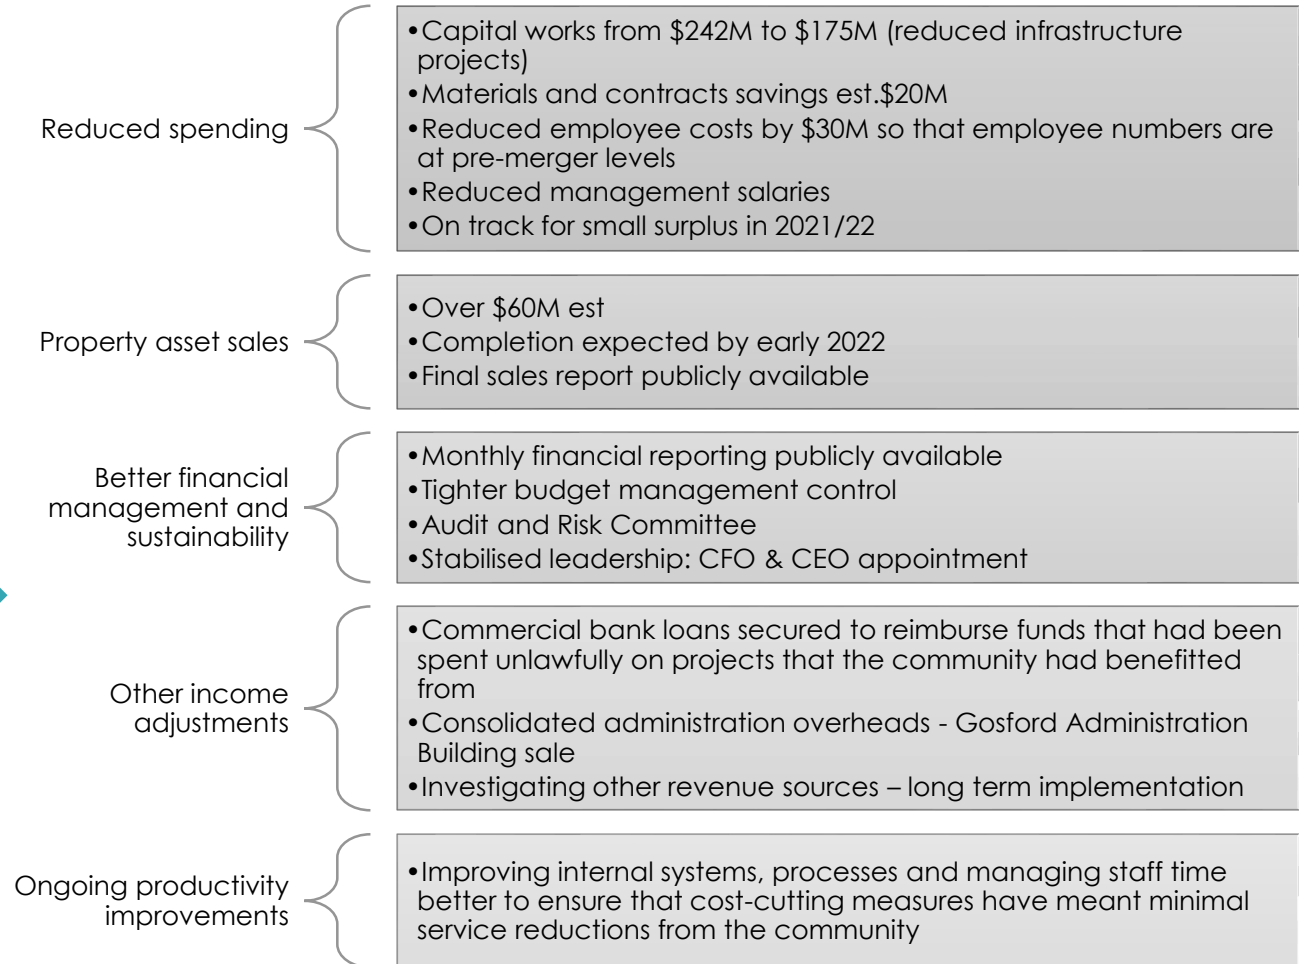 Reduced spending
•Capital works from $242M to $175M (reduced infrastructure
projects)
•Materials and contracts savings est.$20M
•Reduced employee costs by $30M so that employee numbers are
at pre-merger levels
•Reduced management salaries
•On track for small surplus in 2021/22
Property asset sales
•Over $60M est
•Completion expected by early 2022
•Final sales report publicly available
Better financial
management and
sustainability
•Monthly financial reporting publicly available
•Tighter budget management control
•Audit and Risk Committee
•Stabilised leadership: CFO & CEO appointment
Other income
adjustments
•Commercial bank loans secured to reimburse funds that had been
spent unlawfully on projects that the community had benefitted
from
•Consolidated administration overheads - Gosford Administration
Building sale
•Investigating other revenue sources – long term implementation
Ongoing productivity
improvements
•Improving internal systems, processes and managing staff time
better to ensure that cost-cutting measures have meant minimal
service reductions from the community